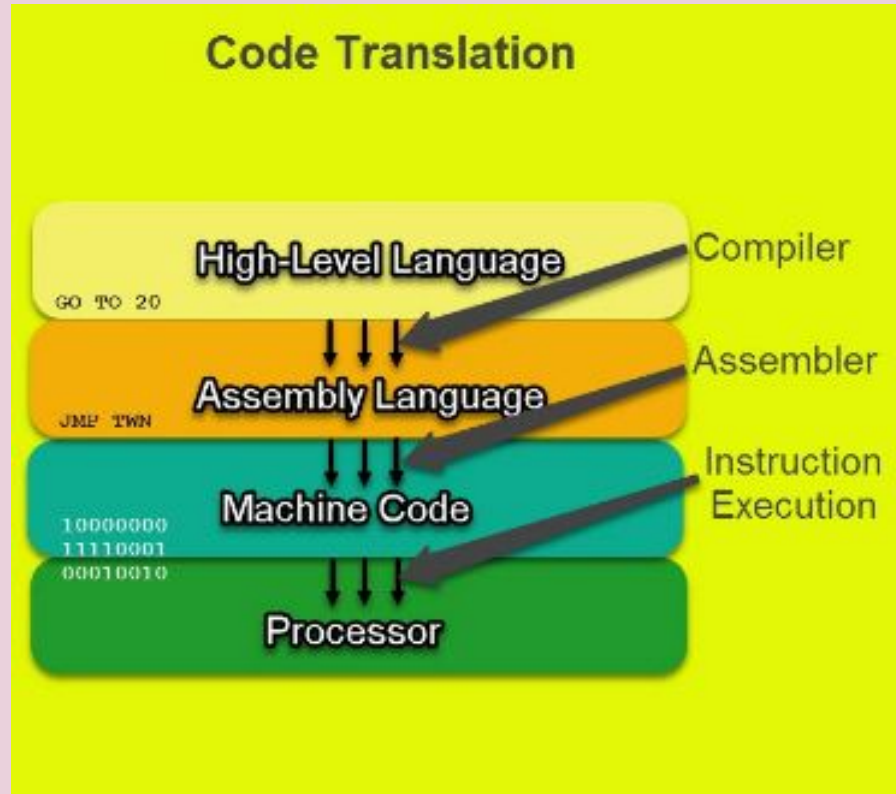 Code Translation
High-Level Language
Compiler
GO TO 20
Assembly Language
Assembler
JMP TWN
Machine Code
Instruction
Execution
10000000
11110001
00010010
Processor